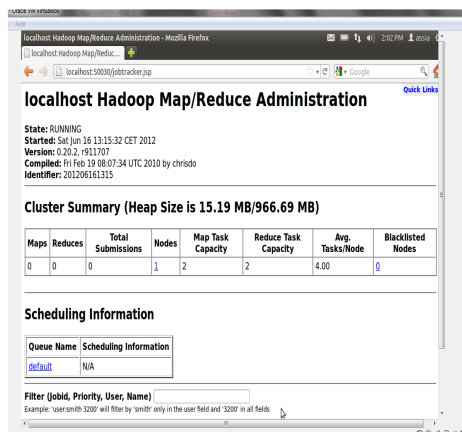 Oracle VM VirtualBox
Aide
localhost Hadoop Map/Reduce Administration - Mozilla Firefox 2:02 PM assia
localhost Hadoop Map/Reduc...
localhost:50030/jobtracker.jsp Google
Quick Links
localhost Hadoop Map/Reduce Administration
State: RUNNING
Started: Sat Jun 16 13:15:32 CET 2012
Version: 0.20.2, r911707
Compiled: Fri Feb 19 08:07:34 UTC 2010 by chrisdo
Identifier: 201206161315
Cluster Summary (Heap Size is 15.19 MB/966.69 MB)
Maps Reduces Total Submissions Nodes Map Task Capacity Reduce Task Capacity Avg. Tasks/Node Blacklisted Nodes
0 0 0 1 2 2 4.00 0
Scheduling Information
Queue Name Scheduling Information
default N/A
Filter (Jobid, Priority, User, Name)
Example: 'user:smith 3200' will filter by 'smith' only in the user field and '3200' in all fields